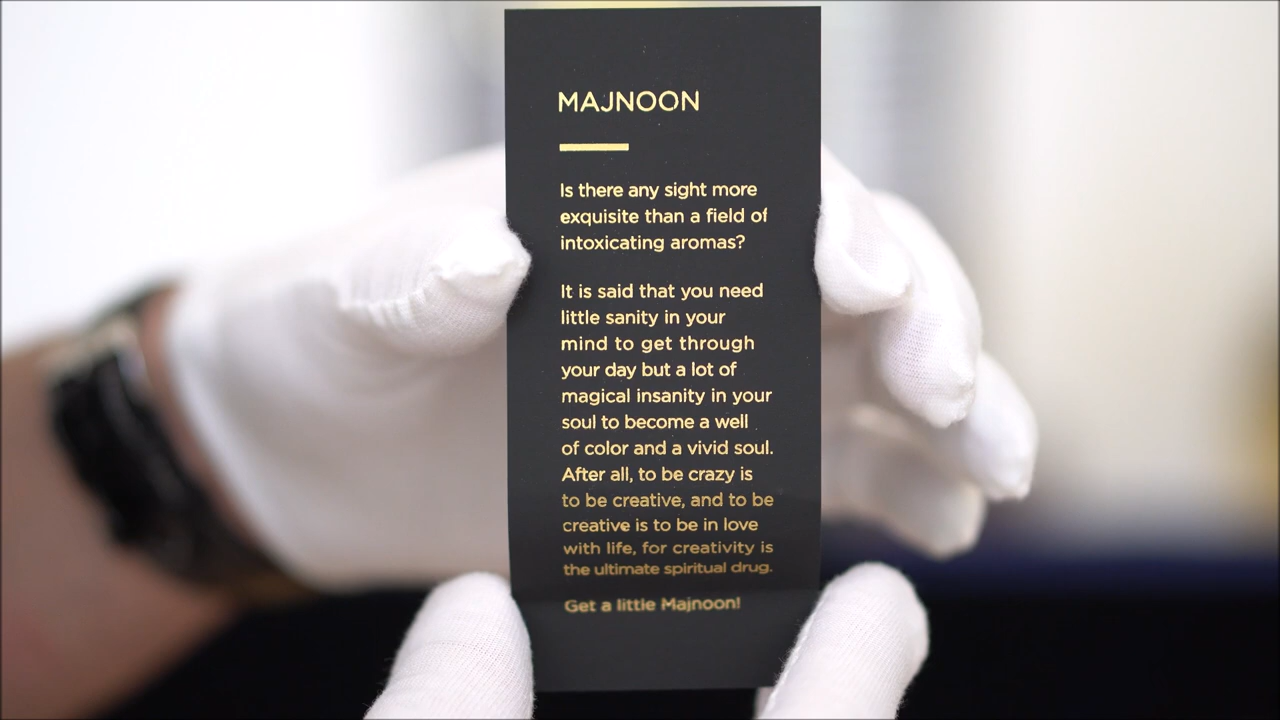 MAJNOON
Is there any sight more
exquisite than a field of
intoxicating aromas?
It is said that you need
little sanity in your
mind to get through
your day but a lot of
magical insanity in your
soul to become a well
of color and a vivid soul.
After all, to be crazy is
to be creative, and to be
creative is to be in love
with life, for creativity is
the ultimate spiritual drug.
Get a little Majnoon!